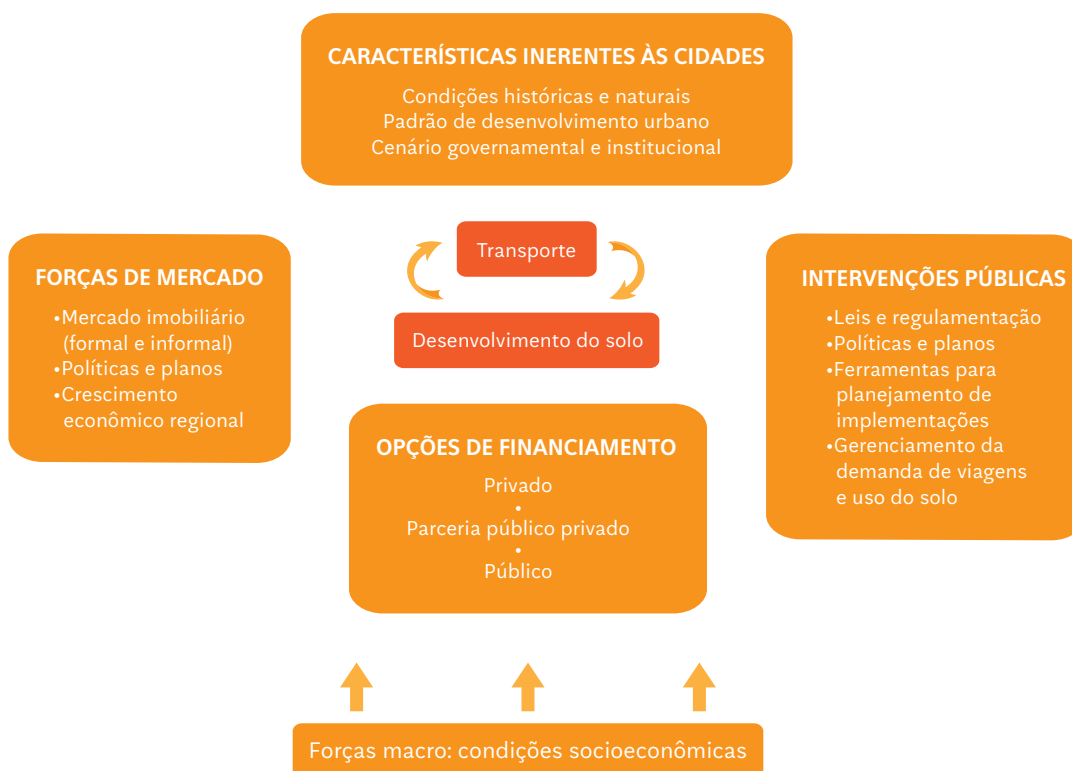 CARACTERÍSTICAS INERENTES ÀS CIDADES
Condições históricas e naturais
Padrão de desenvolvimento urbano
Cenário governamental e institucional
Transporte
Desenvolvimento do solo
FORÇAS DE MERCADO
•Mercado imobiliário
(formal e informal)
•Políticas e planos
•Crescimento
econômico regional
INTERVENÇÕES PÚBLICAS
•Leis e regulamentação
•Políticas e planos
•Ferramentas para
planejamento de
implementações
•Gerenciamento da
demanda de viagens
e uso do solo
OPÇÕES DE FINANCIAMENTO
Privado
•
Parceria público privado
•
Público
Forças macro: condições socioeconômicas